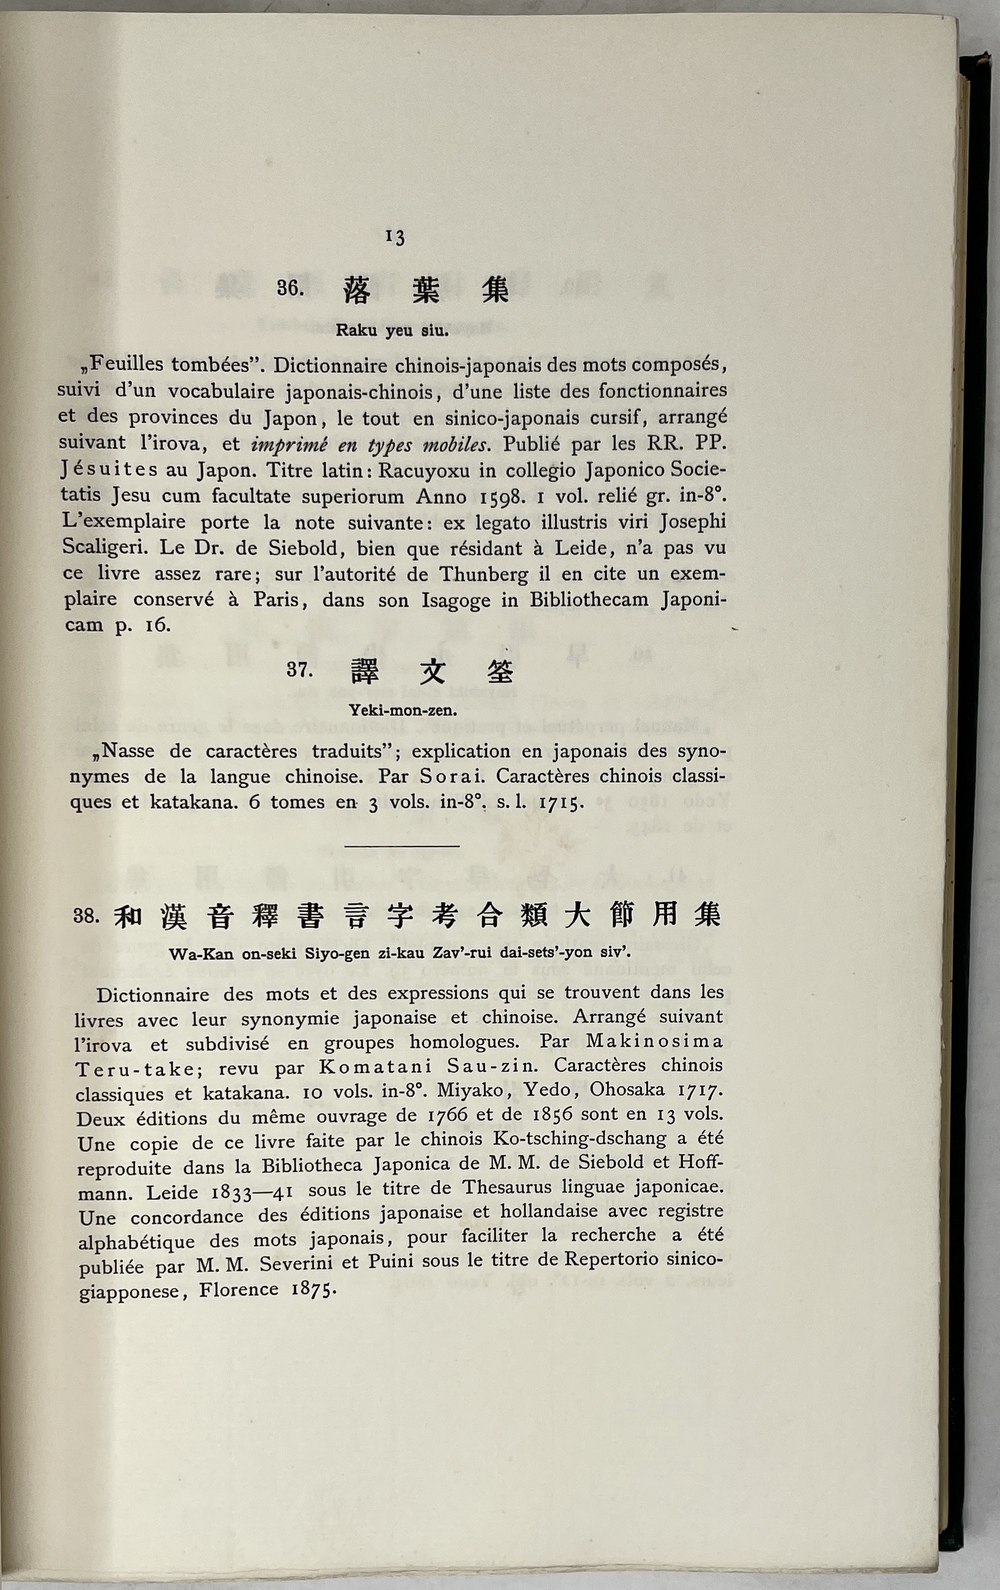 13
36. 落葉集
Raku yeu siu.
„Feuilles tombées”. Dictionnaire chinois-japonais des mots composés,
suivi d'un vocabulaire japonais-chinois, d'une liste des fonctionnaires
et des provinces du Japon, le tout en sinico-japonais cursif, arrangé
suivant l'irova, et imprimé en types mobiles. Publié par les RR. PP.
Jésuites au Japon. Titre latin: Racuyoxu in collegio Japonico Socie-
tatis Jesu cum facultate superiorum Anno 1598. 1 vol. relié gr. in-8°.
L'exemplaire porte la note suivante: ex legato illustris viri Josephi
Scaligeri. Le Dr. de Siebold, bien que résidant à Leide, n'a pas vu
ce livre assez rare; sur l'autorité de Thunberg il en cite un exem-
plaire conservé à Paris, dans son Isagoge in Bibliothecam Japoni-
cam p. 16.
37. 譯文筌
Yeki-mon-zen.
„Nasse de caractères traduits”; explication en japonais des syno-
nymes de la langue chinoise. Par Sorai. Caractères chinois classi-
ques et katakana. 6 tomes en 3 vols. in-8°. s. l. 1715.
38. 和漢音釋書言字考合類大節用集
Wa-Kan on-seki Siyo-gen zi-kau Zav'-rui dai-sets'-yon siv'.
Dictionnaire des mots et des expressions qui se trouvent dans les
livres avec leur synonymie japonaise et chinoise. Arrangé suivant
l'irova et subdivisé en groupes homologues. Par Makinosima
Teru-take; revu par Komatani Sau-zin. Caractères chinois
classiques et katakana. 10 vols. in-8°. Miyako, Yedo, Ohosaka 1717.
Deux éditions du même ouvrage de 1766 et de 1856 sont en 13 vols.
Une copie de ce livre faite par le chinois Ko-tsching-dschang a été
reproduite dans la Bibliotheca Japonica de M. M. de Siebold et Hoff-
mann. Leide 1833—41 sous le titre de Thesaurus linguae japonicae.
Une concordance des éditions japonaise et hollandaise avec registre
alphabétique des mots japonais, pour faciliter la recherche a été
publiée par M. M. Severini et Puini sous le titre de Repertorio sinico-
giapponese, Florence 1875.